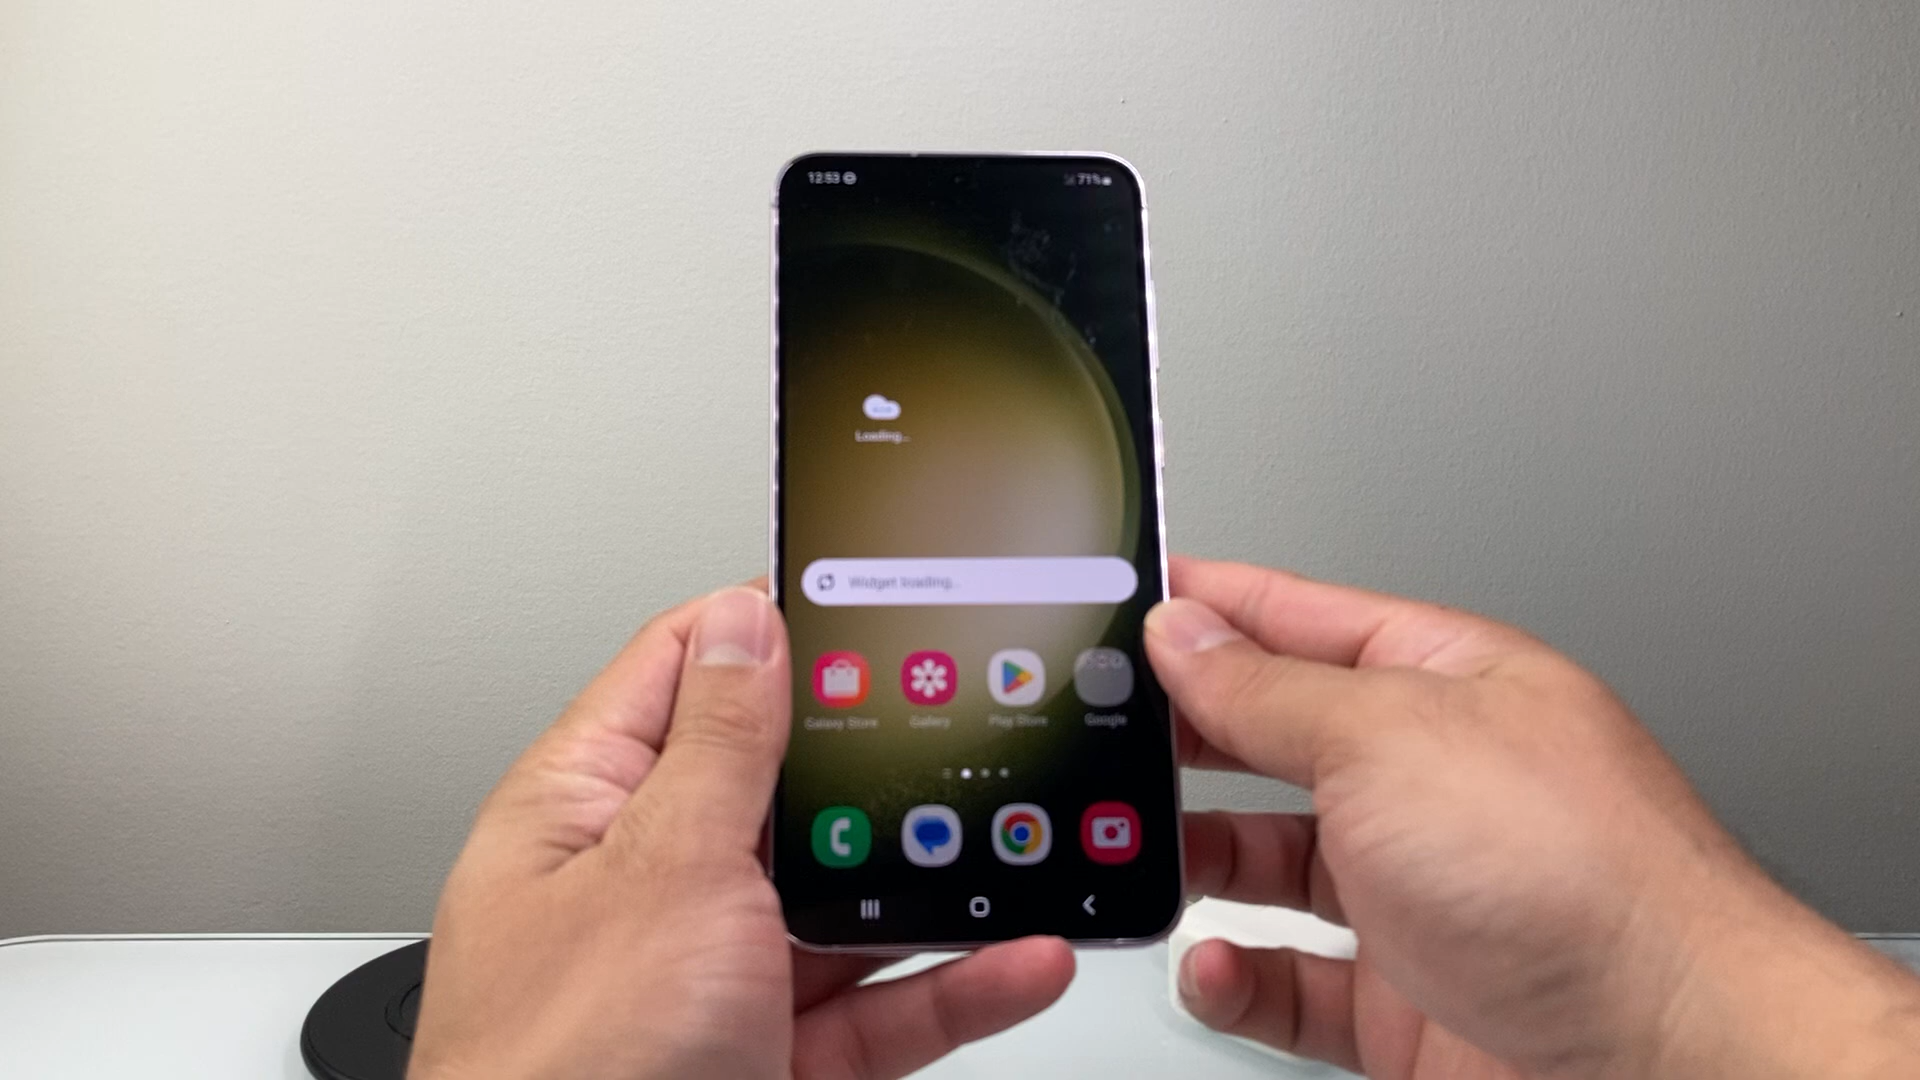 12:53
71%
Loading...
Widget loading...
Galaxy Store
Gallery
Play Store
Google